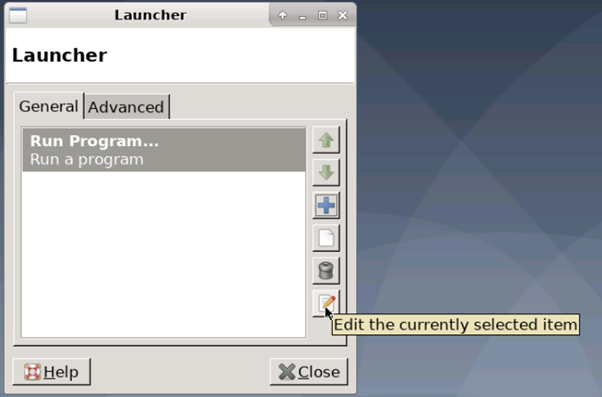 Launcher
Launcher
General Advanced
Run Program...
Run a program
Edit the currently selected item
Help Close